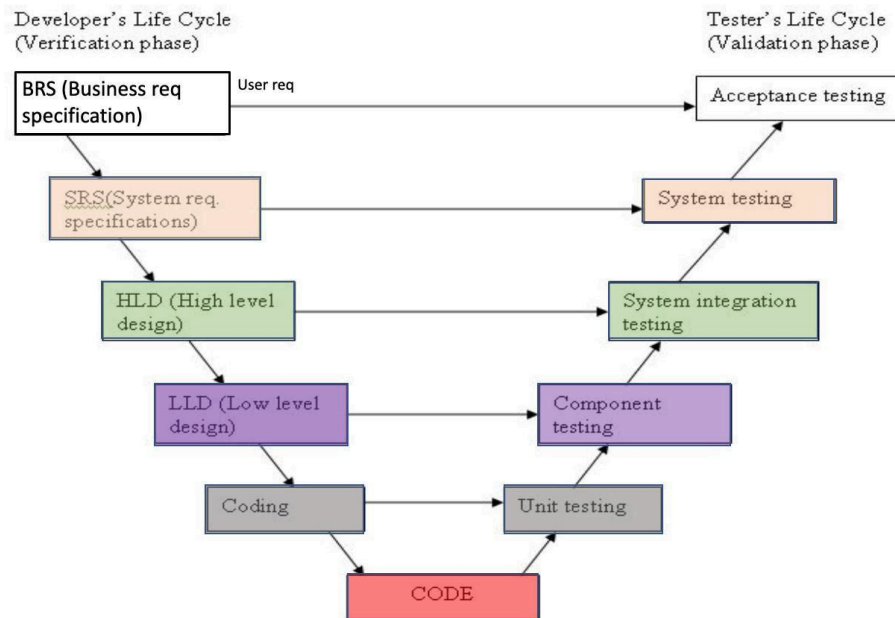 Developer's Life Cycle
(Verification phase)
Tester's Life Cycle
(Validation phase)
BRS (Business req
specification)
User req
Acceptance testing
SRS(System req.
specifications)
System testing
HLD (High level
design)
System integration
testing
LLD (Low level
design)
Component
testing
Coding
Unit testing
CODE